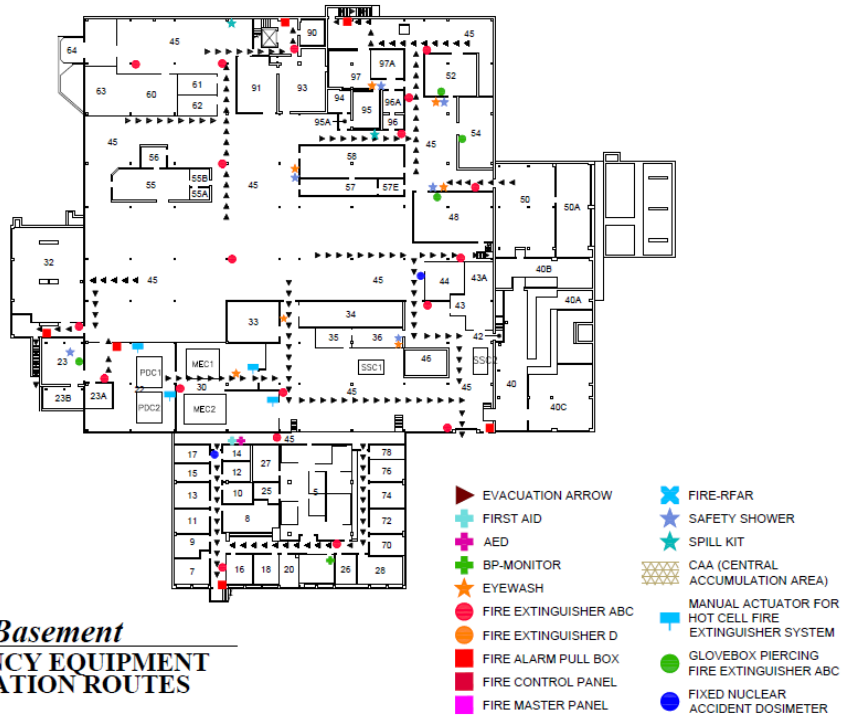 90
45
45
64
97A
97
52
61
91
93
63
60
94
96A
62
95
96
54
95A
45
45
56
58
55
55B
45
57
57E
50
50A
55A
48
32
40B
45
45
44
43A
40A
43
34
33
42
35
36
23
MEC1
46
SSC2
PDC1
SSC1
22
30
45
45
40
23B
23A
PDC2
MEC2
40C
45
17
14
78
27
15
12
76
13
10
25
5
74
11
8
72
9
70
7
16
18
20
26
28
EVACUATION ARROW
FIRST AID
AED
BP-MONITOR
EYEWASH
FIRE EXTINGUISHER ABC
FIRE EXTINGUISHER D
FIRE ALARM PULL BOX
FIRE CONTROL PANEL
FIRE MASTER PANEL
FIRE-RFAR
SAFETY SHOWER
SPILL KIT
CAA (CENTRAL
ACCUMULATION AREA)
MANUAL ACTUATOR FOR
HOT CELL FIRE
EXTINGUISHER SYSTEM
GLOVEBOX PIERCING
FIRE EXTINGUISHER ABC
FIXED NUCLEAR
ACCIDENT DOSIMETER
Basement
NCY EQUIPMENT
ATION ROUTES